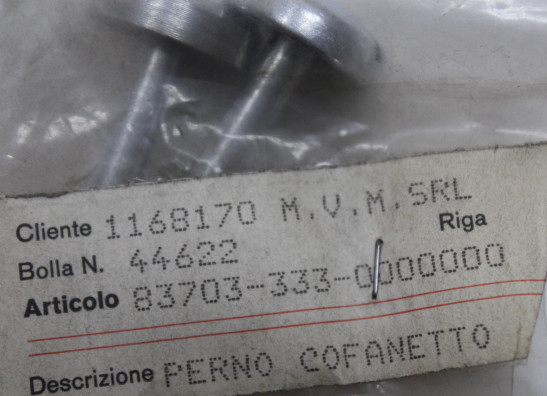 Cliente 1168170 M.V.M.SRL
Bolla N. 44622 Riga
Articolo 83703-333-0000000
Descrizione PERNO COFANETTO